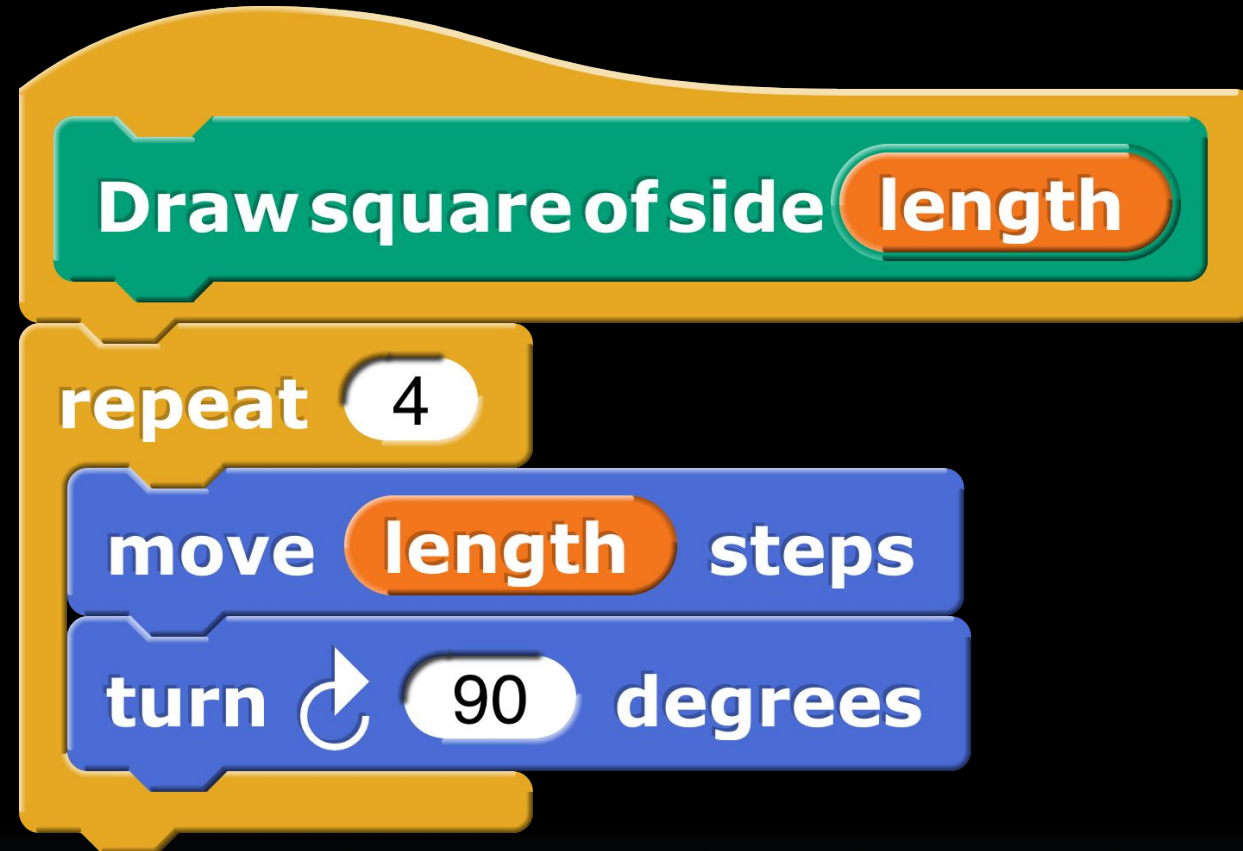 Draw square of side length
repeat 4
move length steps
turn 90 degrees